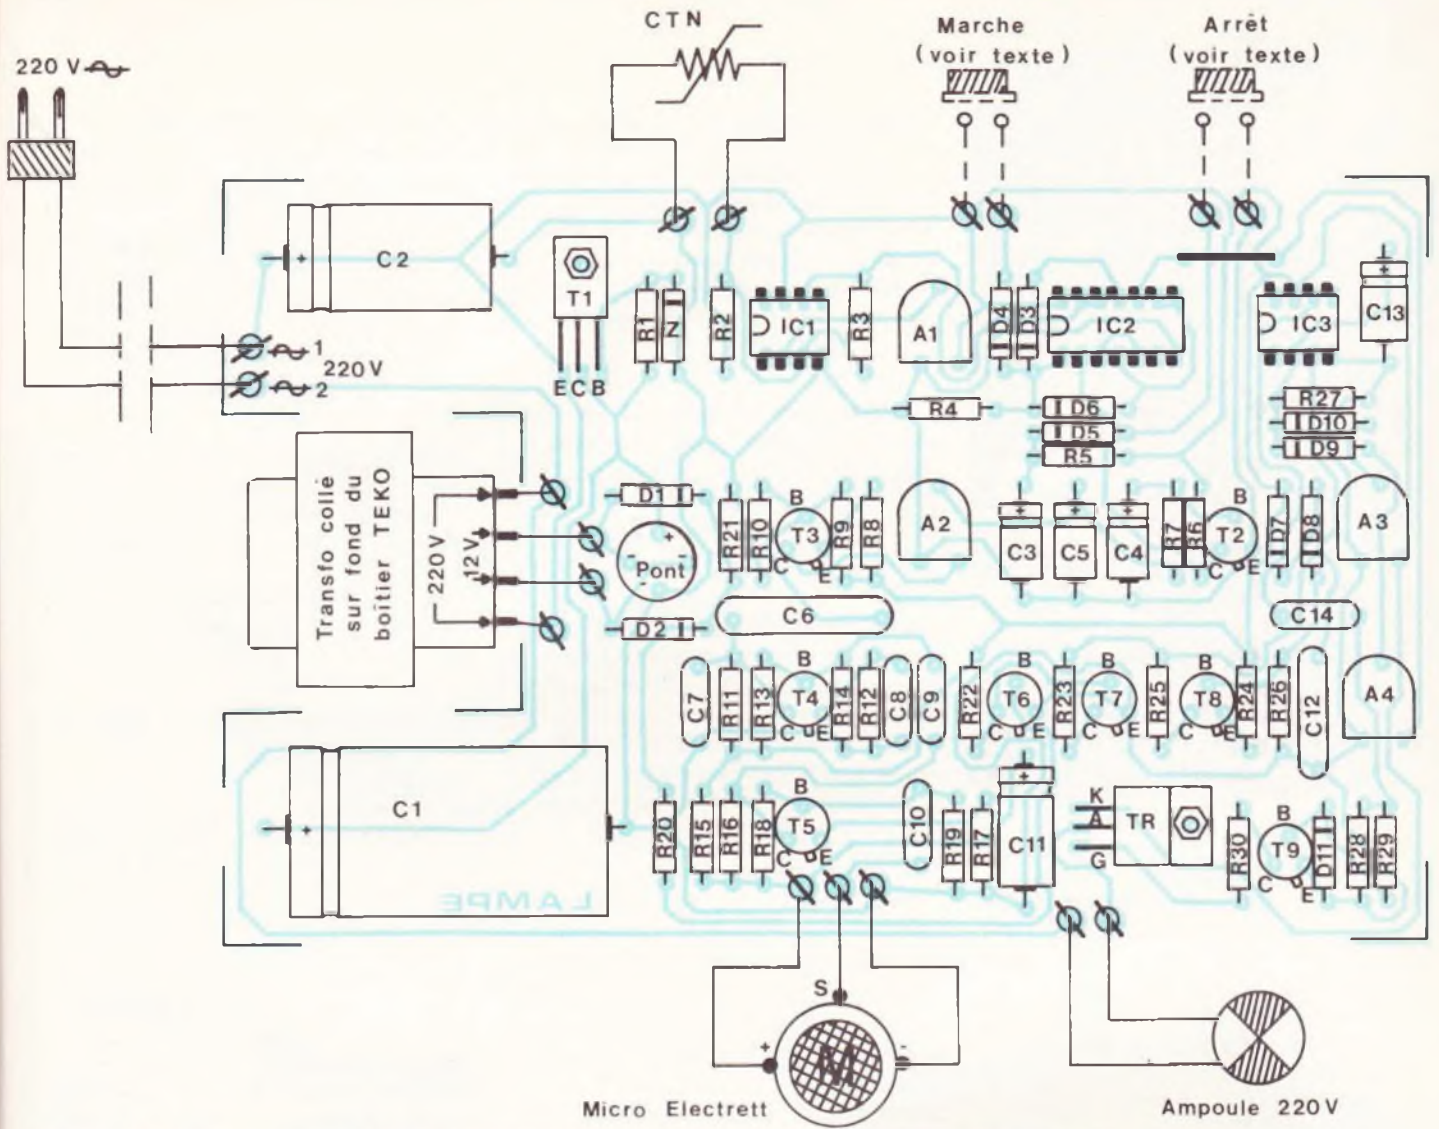 CTN
Marche
(voir texte)
Arrêt
(voir texte)
220 V
+
C2
T1
E C B
R1
Z
R2
IC1
R3
A1
D4
D3
IC2
IC3
+
C13
1
220 V
2
R4
D6
D5
R5
R27
D10
D9
Transfo collé
sur fond du
boîtier TEKO
220V
12V
D1
+
Pont
-
D2
R21
R10
B
T3
C
E
R9
R8
A2
+
C3
+
C5
+
C4
R7
R6
B
T2
C
E
D7
D8
A3
C6
C14
C7
R11
R13
B
T4
C
E
R14
R12
C8
C9
R22
B
T6
C
E
R23
B
T7
C
E
R25
B
T8
C
E
R24
R26
C12
A4
+
C1
R20
R15
R16
R18
B
T5
C
E
C10
R19
R17
+
C11
K
A
G
TR
R30
B
T9
C
E
D11
R28
R29
LAMPE
S
+
-
M
Micro Electrett
Ampoule 220V